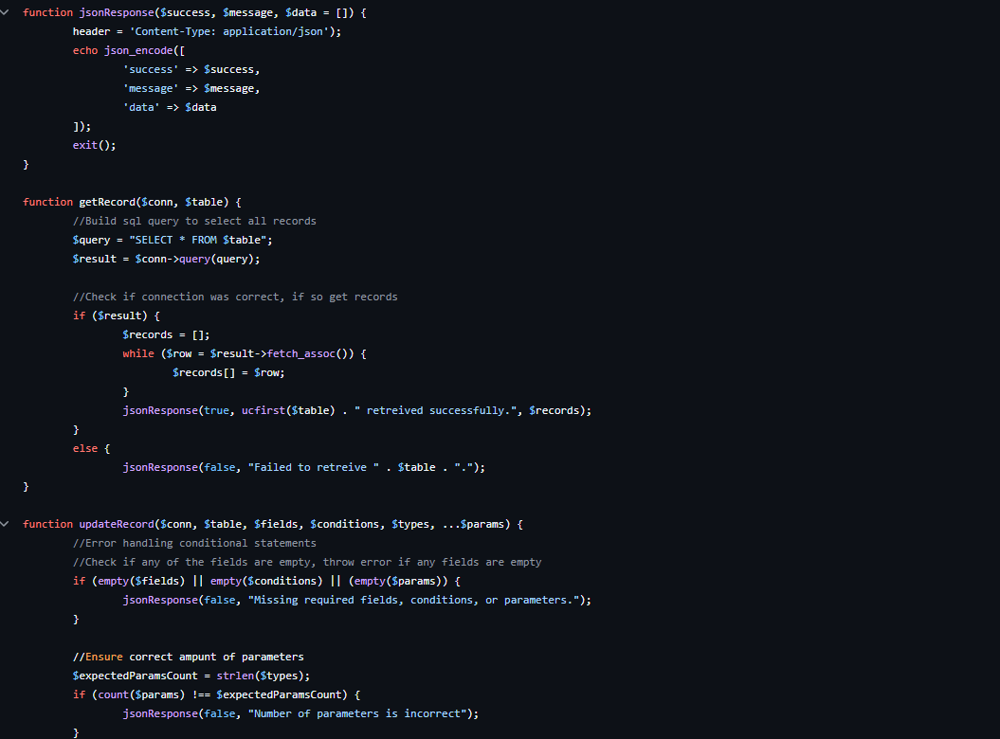 function jsonResponse($success, $message, $data = []) {
header = 'Content-Type: application/json');
echo json_encode([
'success' => $success,
'message' => $message,
'data' => $data
]);
exit();
}
function getRecord($conn, $table) {
//Build sql query to select all records
$query = "SELECT * FROM $table";
$result = $conn->query(query);
//Check if connection was correct, if so get records
if ($result) {
$records = [];
while ($row = $result->fetch_assoc()) {
$records[] = $row;
}
jsonResponse(true, ucfirst($table) . " retreived successfully.", $records);
}
else {
jsonResponse(false, "Failed to retreive " . $table . ".");
}
function updateRecord($conn, $table, $fields, $conditions, $types, ...$params) {
//Error handling conditional statements
//Check if any of the fields are empty, throw error if any fields are empty
if (empty($fields) || empty($conditions) || (empty($params)) {
jsonResponse(false, "Missing required fields, conditions, or parameters.");
}
//Ensure correct ampunt of parameters
$expectedParamsCount = strlen($types);
if (count($params) !== $expectedParamsCount) {
jsonResponse(false, "Number of parameters is incorrect");
}